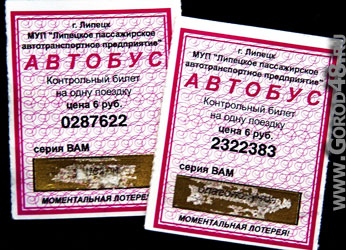 г. Липецк
МУП "Липецкое пассажирское
автотранспортное предприятие"
АВТОБУС
Контрольный билет
на одну поездку
цена 6 руб.
0287622
серия ВАМ
МОМЕНТАЛЬНАЯ ЛОТЕРЕЯ!
г. Липецк
МУП "Липецкое пассажирское
автотранспортное предприятие"
АВТОБУС
Контрольный билет
на одну поездку
цена 6 руб.
2322383
серия ВАМ
МОМЕНТАЛЬНАЯ ЛОТЕРЕЯ!
www.GOROD48.RU